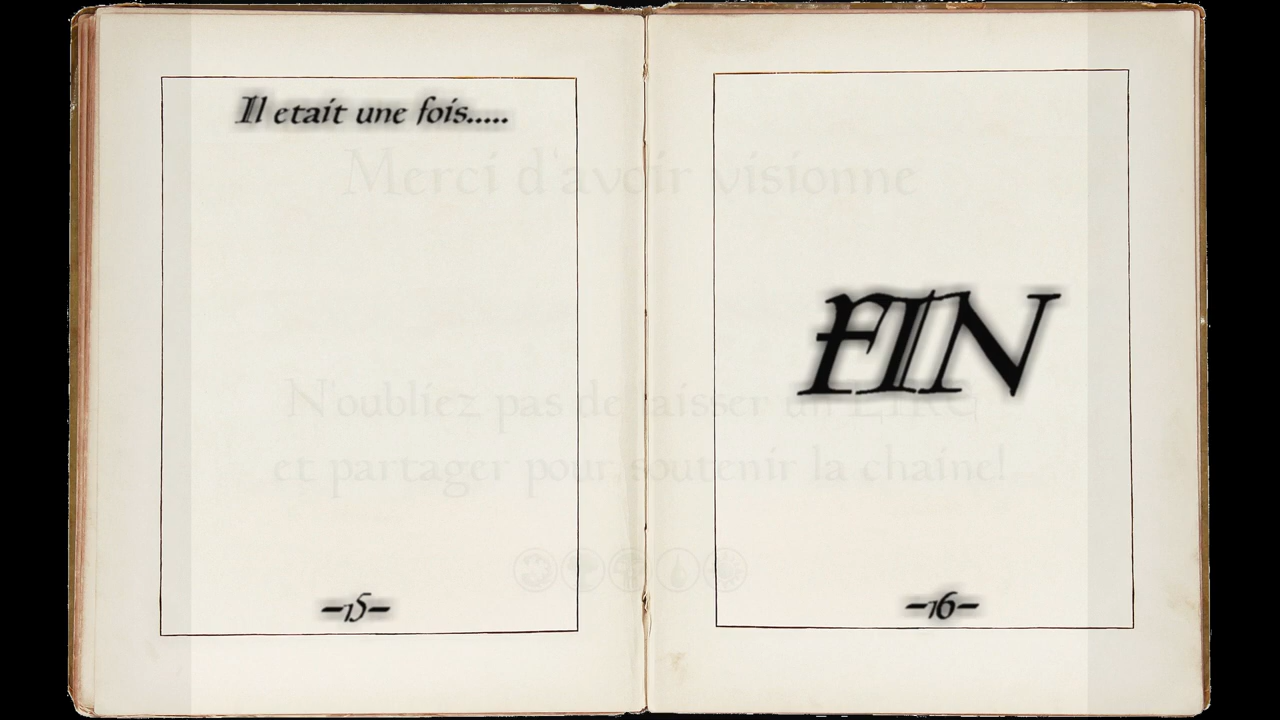 Il etait une fois.....
Merci d'avoir visionne
FIN
N'oubliez pas de laisser un LIKE
et partager pour soutenir la chaîne!
-15-
-16-